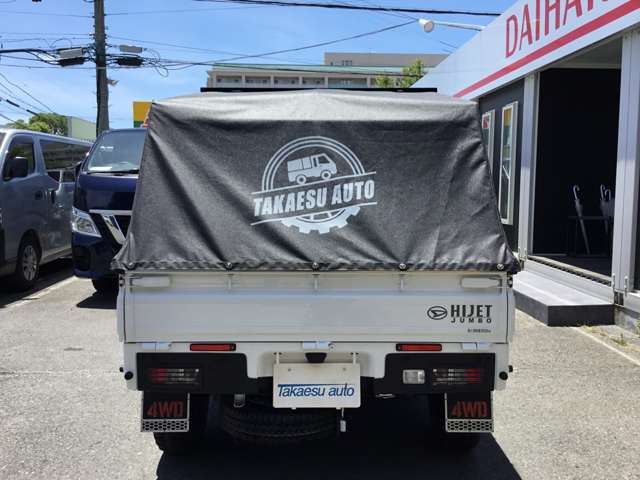 DAIHA
TAKAESU AUTO
HIJET
JUMBO
Takaesu auto
4WD
4WD